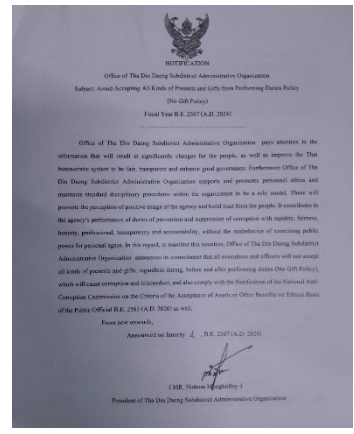 NOTIFICATION
Office of Tha Din Daeng Subdistrict Administrative Organization
Subject: Avoid Accepting All Kinds of Presents and Gifts from Performing Duties Policy
(No Gift Policy)
Fiscal Year B.E. 2567 (A.D. 2024)
Office of Tha Din Daeng Subdistrict Administrative Organization pays attention to the
information that will result in significantly changes for the people, as well as improve the Thai
bureaucratic system to be fair, transparent and enhance good governance. Furthermore Office of Tha
Din Daeng Subdistrict Administrative Organization supports and promotes personnel ethics and
maintain standard disciplinary procedures within the organization to be a role model. These will
promote the perception of positive image of the agency and build trust form the people. It contributes to
the agency's performance of duties of prevention and suppression of corruption with rapidity, fairness,
honesty, professional, transparency and accountability, without the misbehavior of exercising public
power for personal again. In this regard, to manifest this intention, Office of Tha Din Daeng Subdistrict
Administrative Organization announces its commitment that all executives and officers will not accept
all kinds of presents and gifts, regardless during, before and after performing duties (No Gift Policy),
which will cause corruption and misconduct, and also comply with the Notification of the National Anti-
Corruption Commission on the Criteria of the Acceptance of Assets or Other Benefits on Ethical Basis
of the Public Official B.E. 2563 (A.D. 2020) as well.
From now onwards,
Announced on January , B.E. 2567 (A.D. 2024)
( MR.
President of Tha Din Daeng Subdistrict Administrative Organization